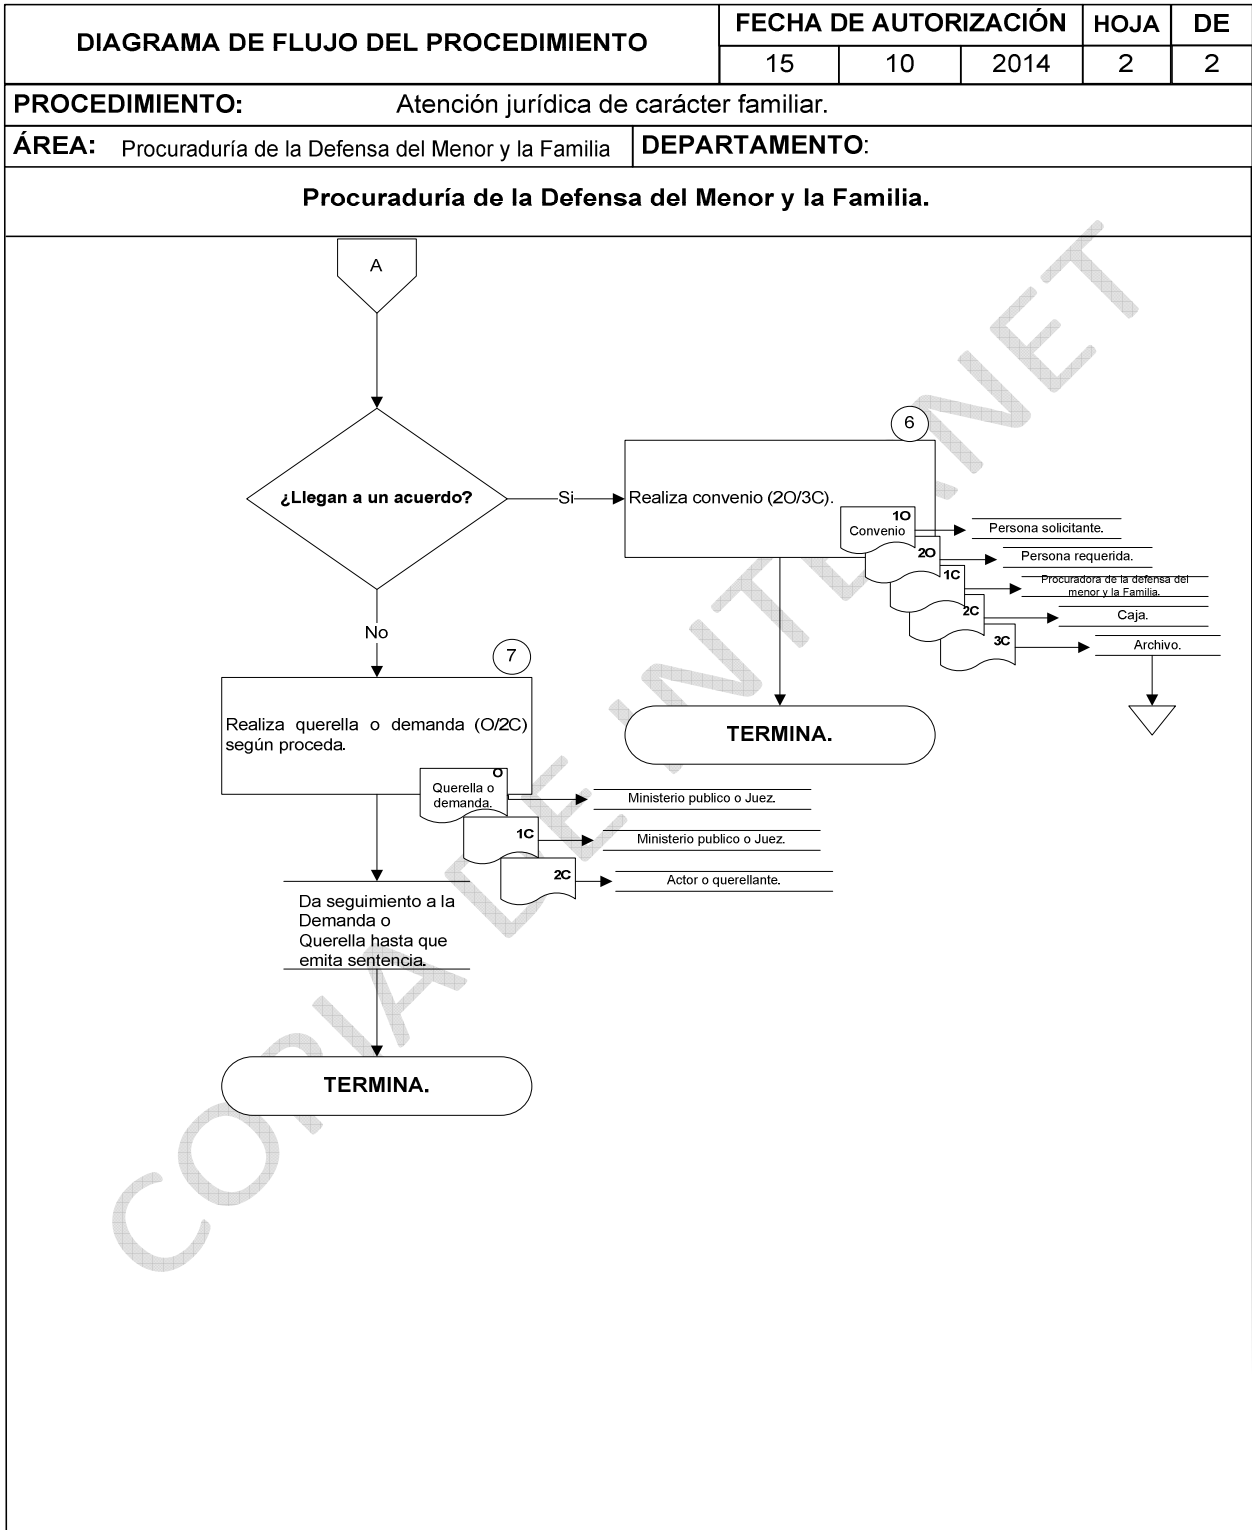 DIAGRAMA DE FLUJO DEL PROCEDIMIENTO
FECHA DE AUTORIZACIÓN
HOJA
DE
15
10
2014
2
2
PROCEDIMIENTO: Atención jurídica de carácter familiar.
ÁREA: Procuraduría de la Defensa del Menor y la Familia
DEPARTAMENTO:
Procuraduría de la Defensa del Menor y la Familia.
A
¿Llegan a un acuerdo?
Si
6
Realiza convenio (2O/3C).
1O
Convenio
Persona solicitante.
2O
Persona requerida.
1C
Procuradora de la defensa del
menor y la Familia.
2C
Caja.
3C
Archivo.
TERMINA.
No
7
Realiza querella o demanda (O/2C)
según proceda.
O
Querella o
demanda.
Ministerio publico o Juez.
1C
Ministerio publico o Juez.
2C
Actor o querellante.
Da seguimiento a la
Demanda o
Querella hasta que
emita sentencia.
TERMINA.
COPIA DE INTERNET